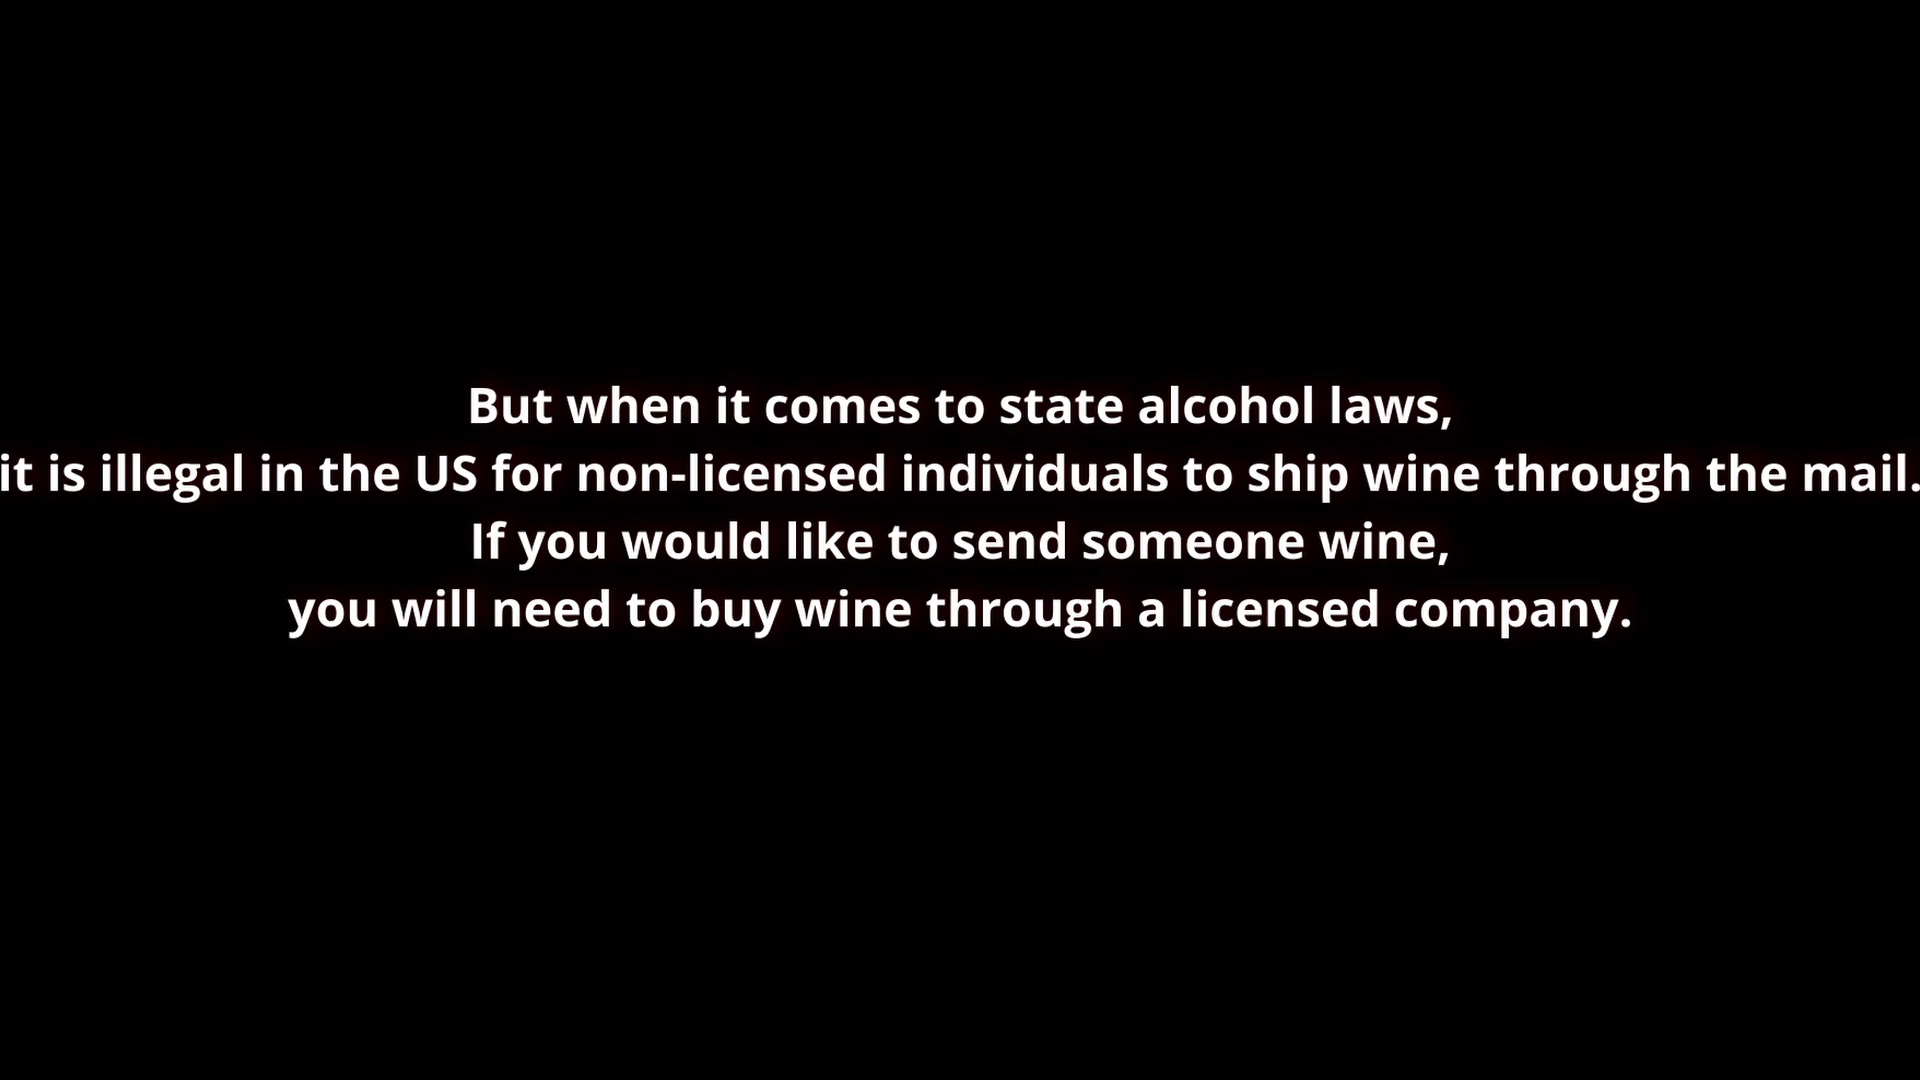 But when it comes to state alcohol laws,
it is illegal in the US for non-licensed individuals to ship wine through the mail.
If you would like to send someone wine,
you will need to buy wine through a licensed company.